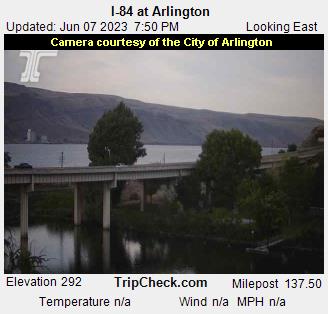 I-84 at Arlington
Updated: Jun 07 2023 7:50 PM Looking East
Camera courtesy of the City of Arlington
Elevation 292 TripCheck.com Milepost 137.50
Temperature n/a Wind n/a MPH n/a